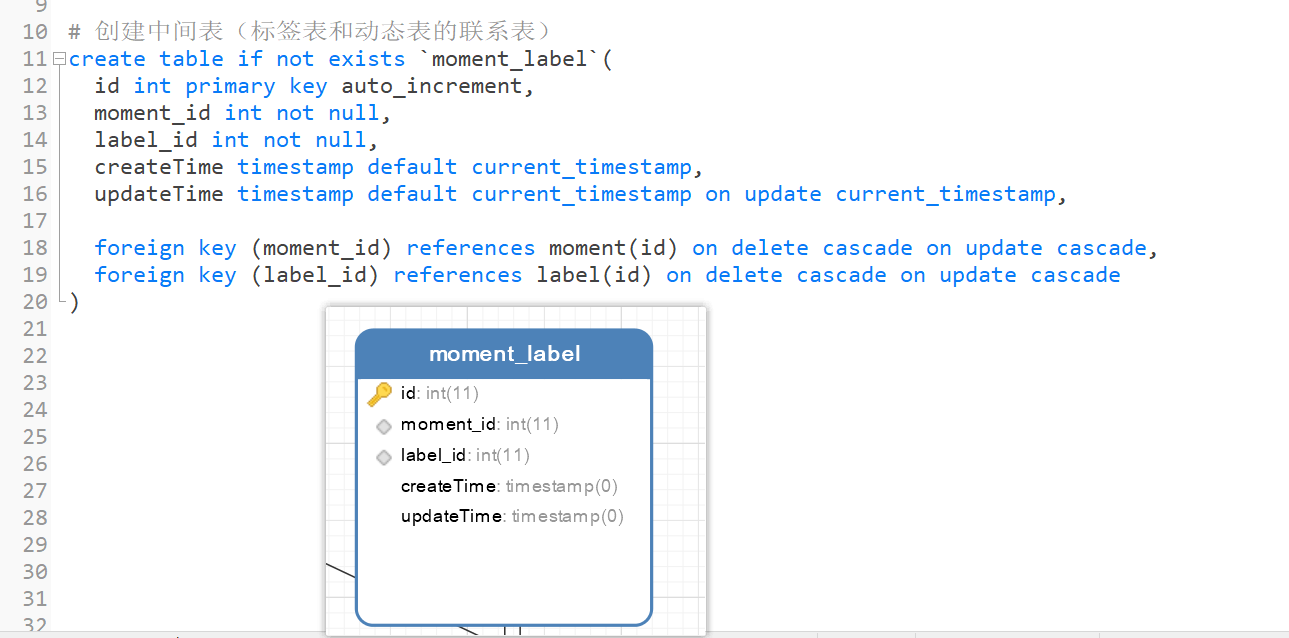 9
10 # 创建中间表（标签表和动态表的联系表）
11 create table if not exists `moment_label`(
12 id int primary key auto_increment,
13 moment_id int not null,
14 label_id int not null,
15 createTime timestamp default current_timestamp,
16 updateTime timestamp default current_timestamp on update current_timestamp,
17
18 foreign key (moment_id) references moment(id) on delete cascade on update cascade,
19 foreign key (label_id) references label(id) on delete cascade on update cascade
20 )
21
22
23
24
25
26
27
28
29
30
31
32
moment_label
id: int(11)
moment_id: int(11)
label_id: int(11)
createTime: timestamp(0)
updateTime: timestamp(0)